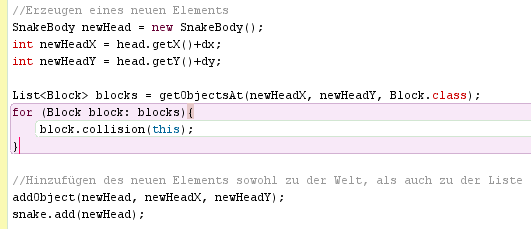 //Erzeugen eines neuen Elements
SnakeBody newHead = new SnakeBody();
int newHeadX = head.getX()+dx;
int newHeadY = head.getY()+dy;
List<Block> blocks = getObjectsAt(newHeadX, newHeadY, Block.class);
for (Block block: blocks){
block.collision(this);
}
//Hinzufügen des neuen Elements sowohl zu der Welt, als auch zu der Liste
addObject(newHead, newHeadX, newHeadY);
snake.add(newHead);